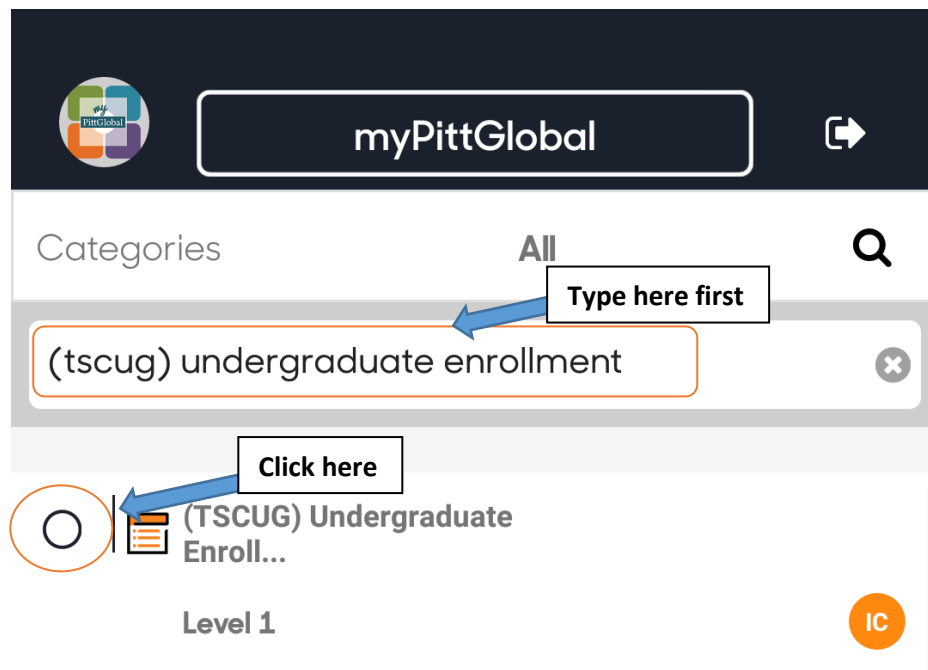 my
PittGlobal
myPittGlobal
Categories
All
Type here first
(tscug) undergraduate enrollment
Click here
(TSCUG) Undergraduate
Enroll...
Level 1
IC